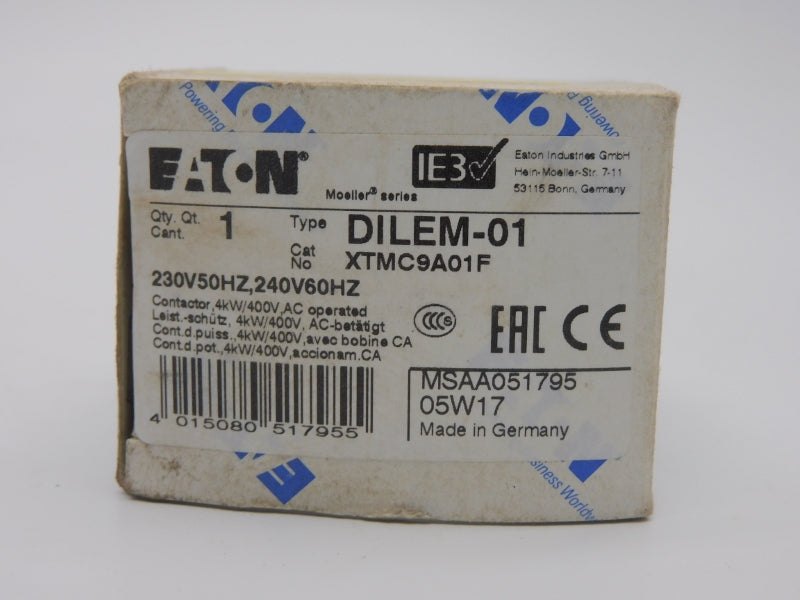 Powering
EATON®
Moeller® series
IE3
Eaton Industries GmbH
Hein-Moeller-Str. 7-11
53115 Bonn, Germany
Qty. Qt.
Cant.
1
Type DILEM-01
Cat
No XTMC9A01F
230V50HZ,240V60HZ
Contactor,4kW/400V,AC operated
Leist.-schütz, 4kW/400V, AC-betätigt
Cont.d.puiss.,4kW/400V,avec bobine CA
Cont.d.pot.,4kW/400V,accionam.CA
CCC S
EAC CE
MSAA051795
05W17
Made in Germany
4 015080 517955